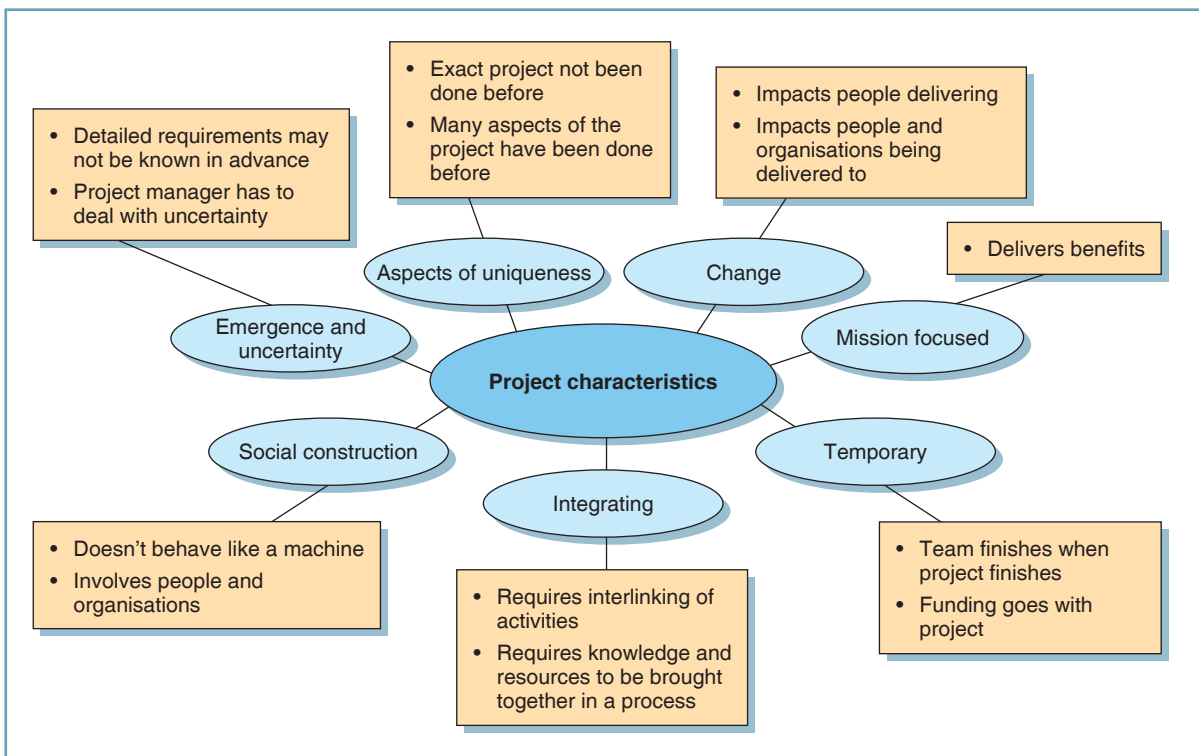 • Exact project not been
done before
• Many aspects of the
project have been done
before
• Impacts people delivering
• Impacts people and
organisations being
delivered to
• Detailed requirements may
not be known in advance
• Project manager has to
deal with uncertainty
• Delivers benefits
Aspects of uniqueness
Change
Emergence and
uncertainty
Mission focused
Project characteristics
Social construction
Temporary
Integrating
• Doesn't behave like a machine
• Involves people and
organisations
• Requires interlinking of
activities
• Requires knowledge and
resources to be brought
together in a process
• Team finishes when
project finishes
• Funding goes with
project